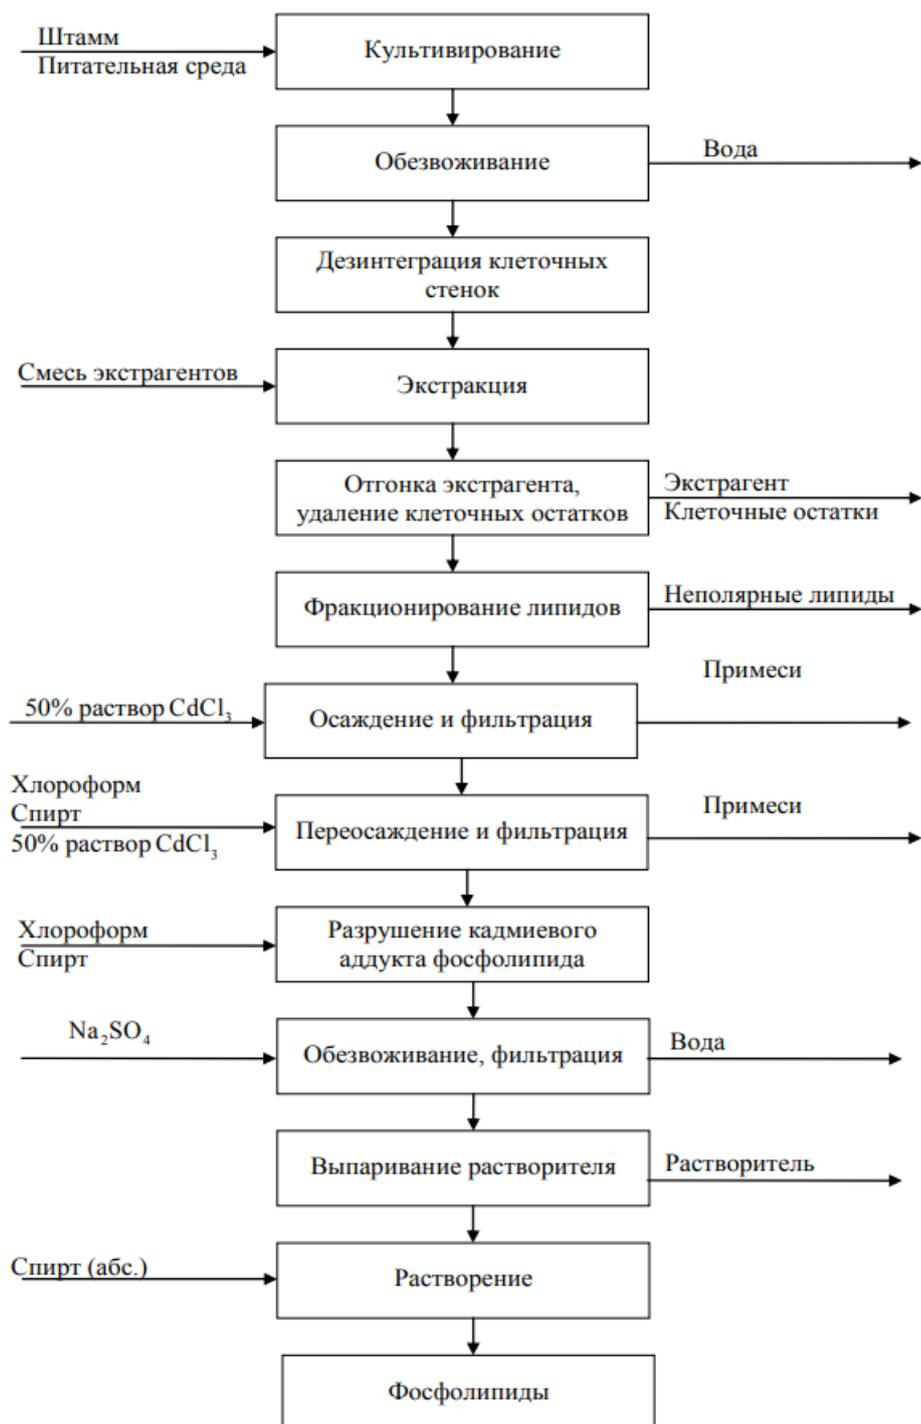 Штамм
Питательная среда
Культивирование
Обезвоживание
Вода
Дезинтеграция клеточных
стенок
Смесь экстрагентов
Экстракция
Отгонка экстрагента,
удаление клеточных остатков
Экстрагент
Клеточные остатки
Фракционирование липидов
Неполярные липиды
50% раствор CdCl₃
Осаждение и фильтрация
Примеси
Хлороформ
Спирт
50% раствор CdCl₃
Переосаждение и фильтрация
Примеси
Хлороформ
Спирт
Разрушение кадмиевого
аддукта фосфолипида
Na₂SO₄
Обезвоживание, фильтрация
Вода
Выпаривание растворителя
Растворитель
Спирт (абс.)
Растворение
Фосфолипиды